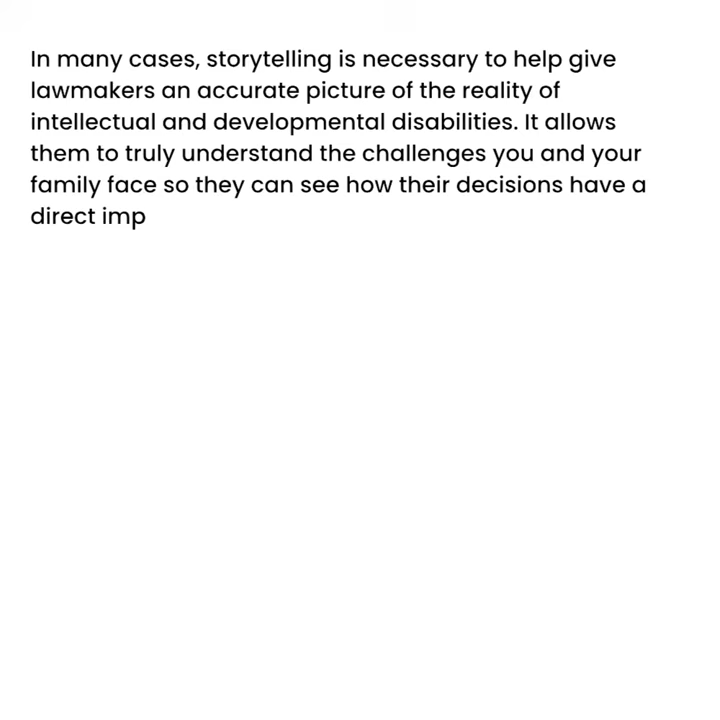 In many cases, storytelling is necessary to help give
lawmakers an accurate picture of the reality of
intellectual and developmental disabilities. It allows
them to truly understand the challenges you and your
family face so they can see how their decisions have a
direct imp